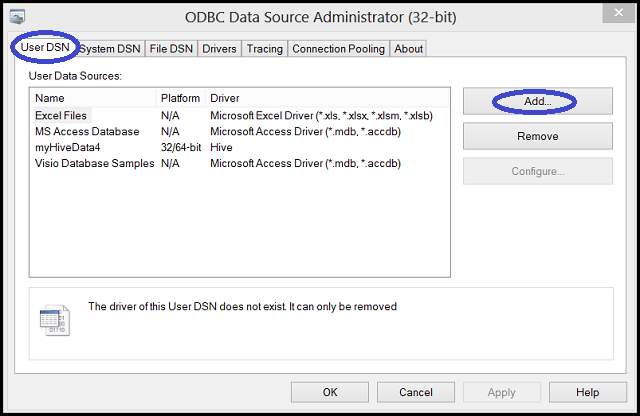 ODBC Data Source Administrator (32-bit)
User DSN System DSN File DSN Drivers Tracing Connection Pooling About
User Data Sources:
Name Platform Driver
Excel Files N/A Microsoft Excel Driver (*.xls, *.xlsx, *.xlsm, *.xlsb)
MS Access Database N/A Microsoft Access Driver (*.mdb, *.accdb)
myHiveData4 32/64-bit Hive
Visio Database Samples N/A Microsoft Access Driver (*.mdb, *.accdb)
Add...
Remove
Configure...
The driver of this User DSN does not exist. It can only be removed
OK Cancel Apply Help